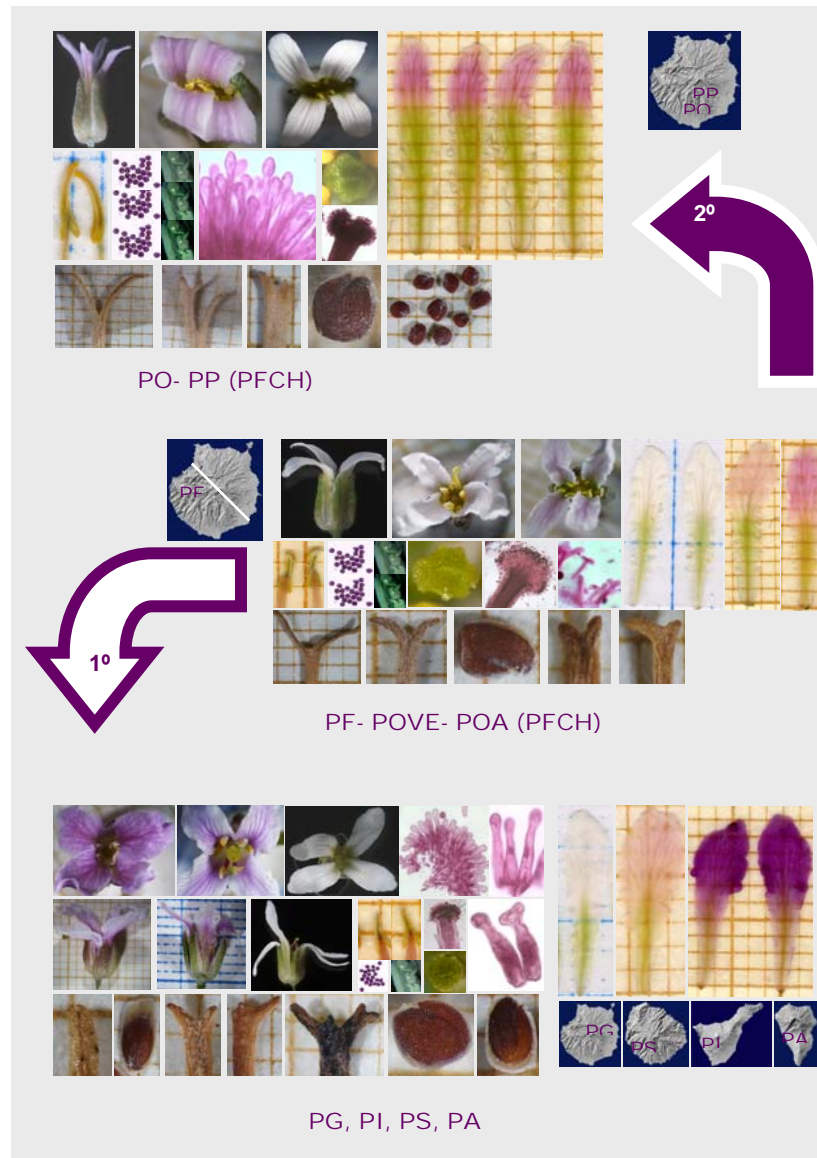 PP
PO
2º
PO- PP (PFCH)
PF
1º
PF- POVE- POA (PFCH)
PG
PS
PI
PA
PG, PI, PS, PA